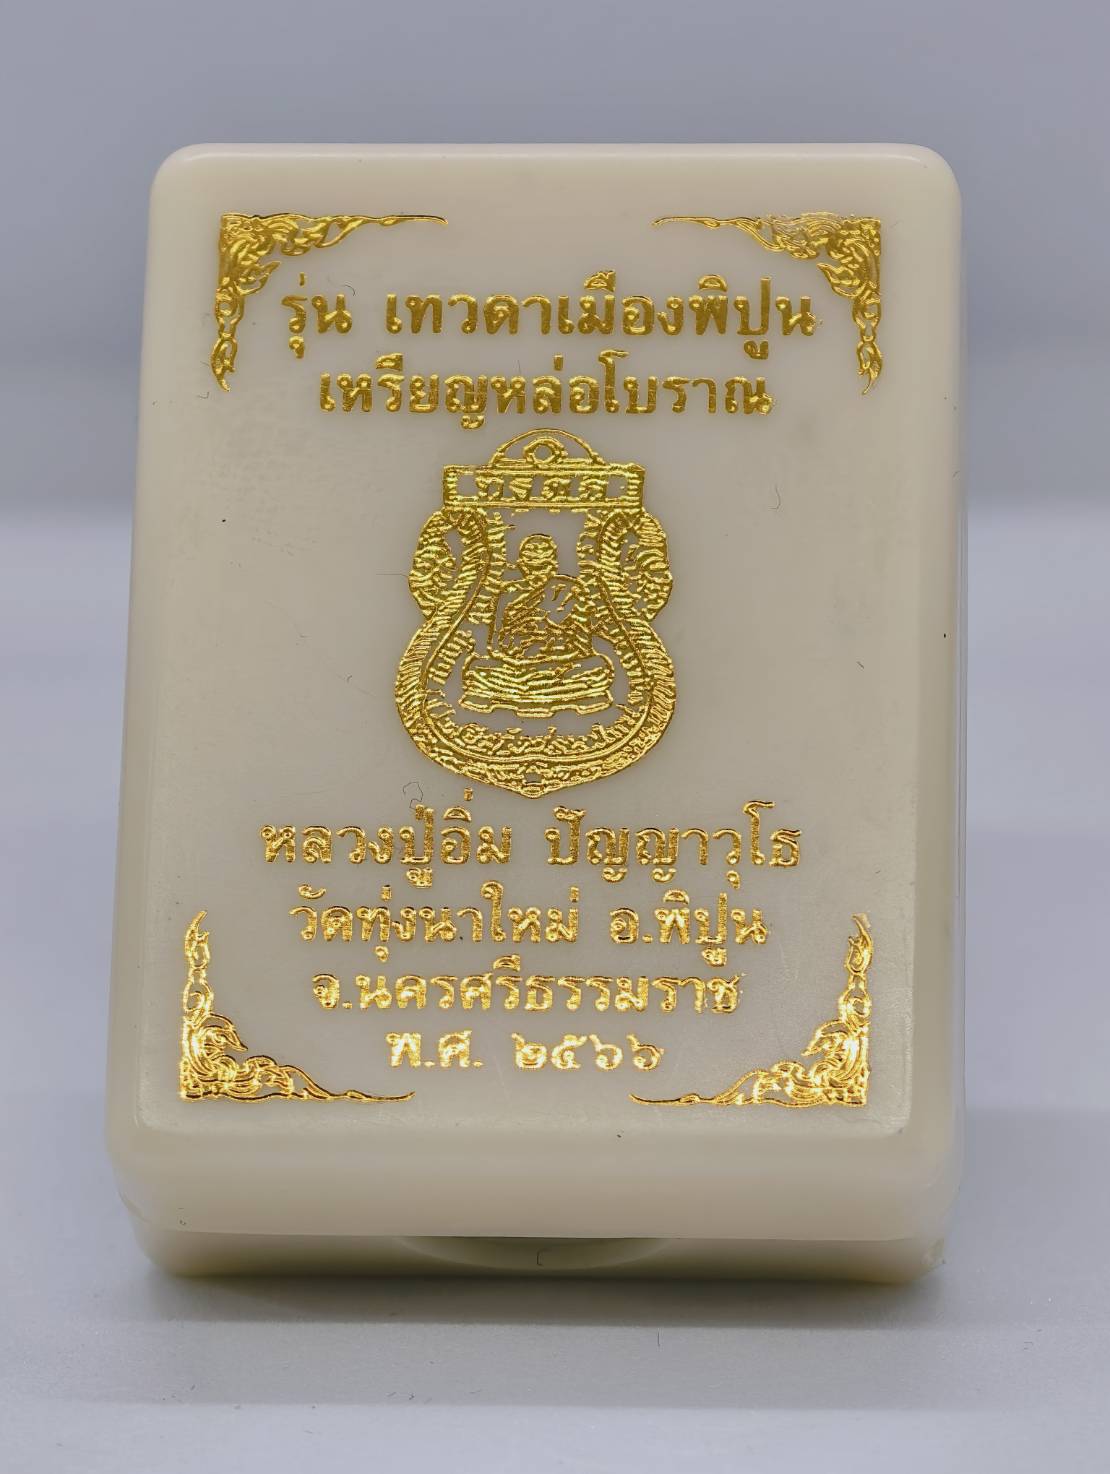 รุ่น เทวดาเมืองพิปูน
เหรียญหล่อโบราณ
หลวงปู่อิ่ม ปัญญาวุโธ
วัดทุ่งนาใหม่ อ.พิปูน
จ.นครศรีธรรมราช
พ.ศ. ๒๕๖๖